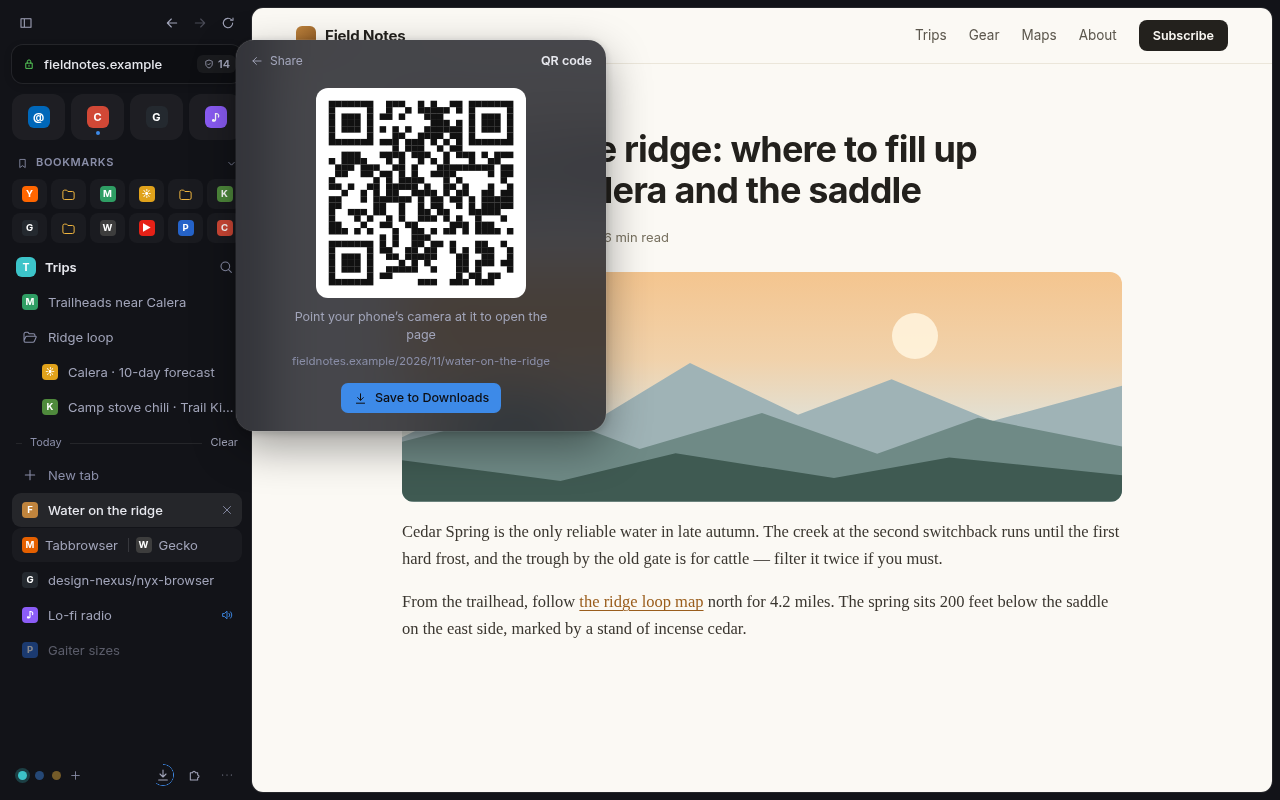 fieldnotes.example
14
@
C
G
BOOKMARKS
Y
M
K
G
W
P
C
T Trips
M Trailheads near Calera
Ridge loop
Calera · 10-day forecast
K Camp stove chili · Trail Ki…
Today
Clear
New tab
F Water on the ridge
M Tabbrowser
W Gecko
G design-nexus/nyx-browser
Lo-fi radio
P Gaiter sizes
Share
QR code
Point your phone's camera at it to open the
page
fieldnotes.example/2026/11/water-on-the-ridge
Save to Downloads
Field Notes
Trips
Gear
Maps
About
Subscribe
ridge: where to fill up
and the saddle
6 min read
Cedar Spring is the only reliable water in late autumn. The creek at the second switchback runs until the first
hard frost, and the trough by the old gate is for cattle — filter it twice if you must.
From the trailhead, follow the ridge loop map north for 4.2 miles. The spring sits 200 feet below the saddle
on the east side, marked by a stand of incense cedar.